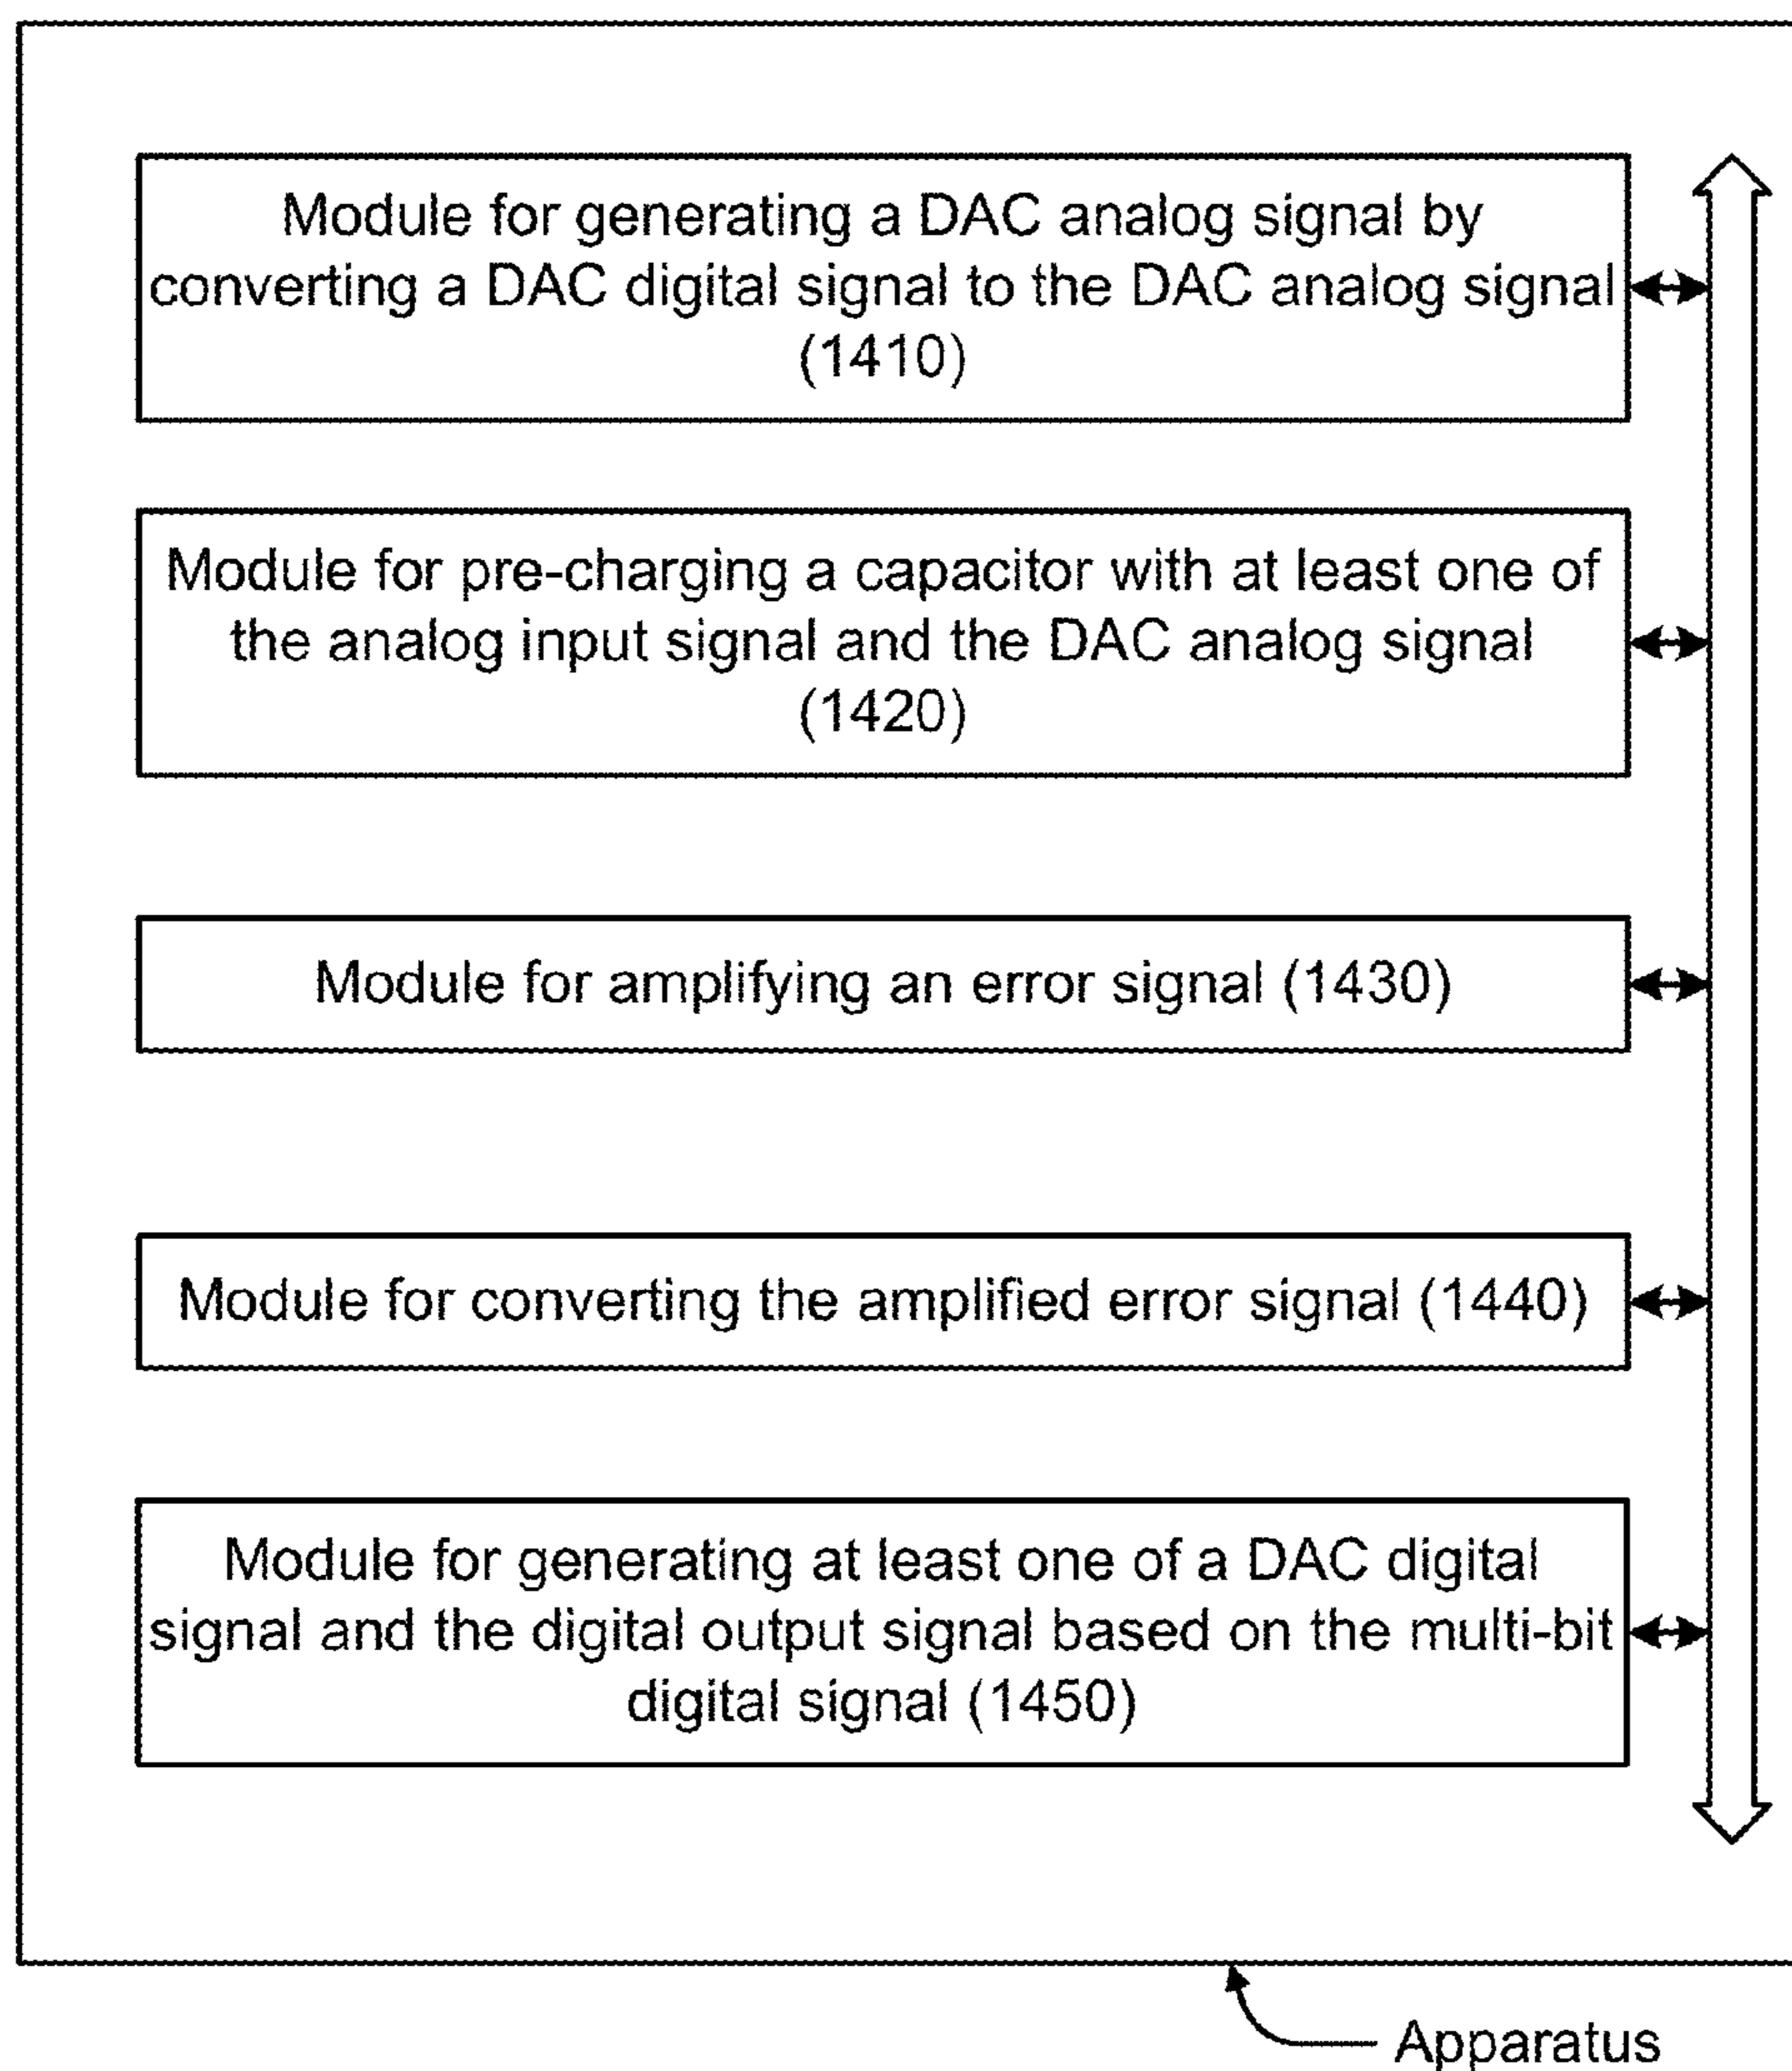 Module for generating a DAC analog signal by
converting a DAC digital signal to the DAC analog signal
(1410)
Module for pre-charging a capacitor with at least one of
the analog input signal and the DAC analog signal
(1420)
Module for amplifying an error signal (1430)
Module for converting the amplified error signal (1440)
Module for generating at least one of a DAC digital
signal and the digital output signal based on the multi-bit
digital signal (1450)
Apparatus